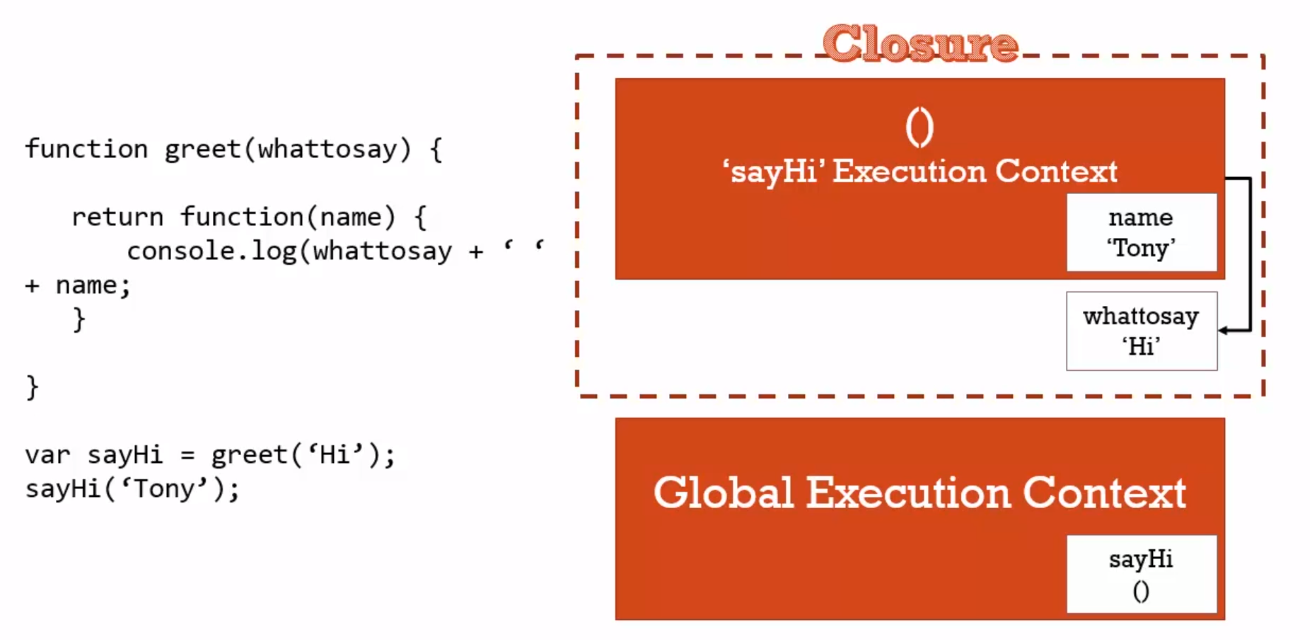 function greet(whattosay) {
return function(name) {
console.log(whattosay + ‘ ‘
+ name;
}
}
var sayHi = greet(‘Hi’);
sayHi(‘Tony’);
Closure
()
‘sayHi’ Execution Context
name
‘Tony’
whattosay
‘Hi’
Global Execution Context
sayHi
()